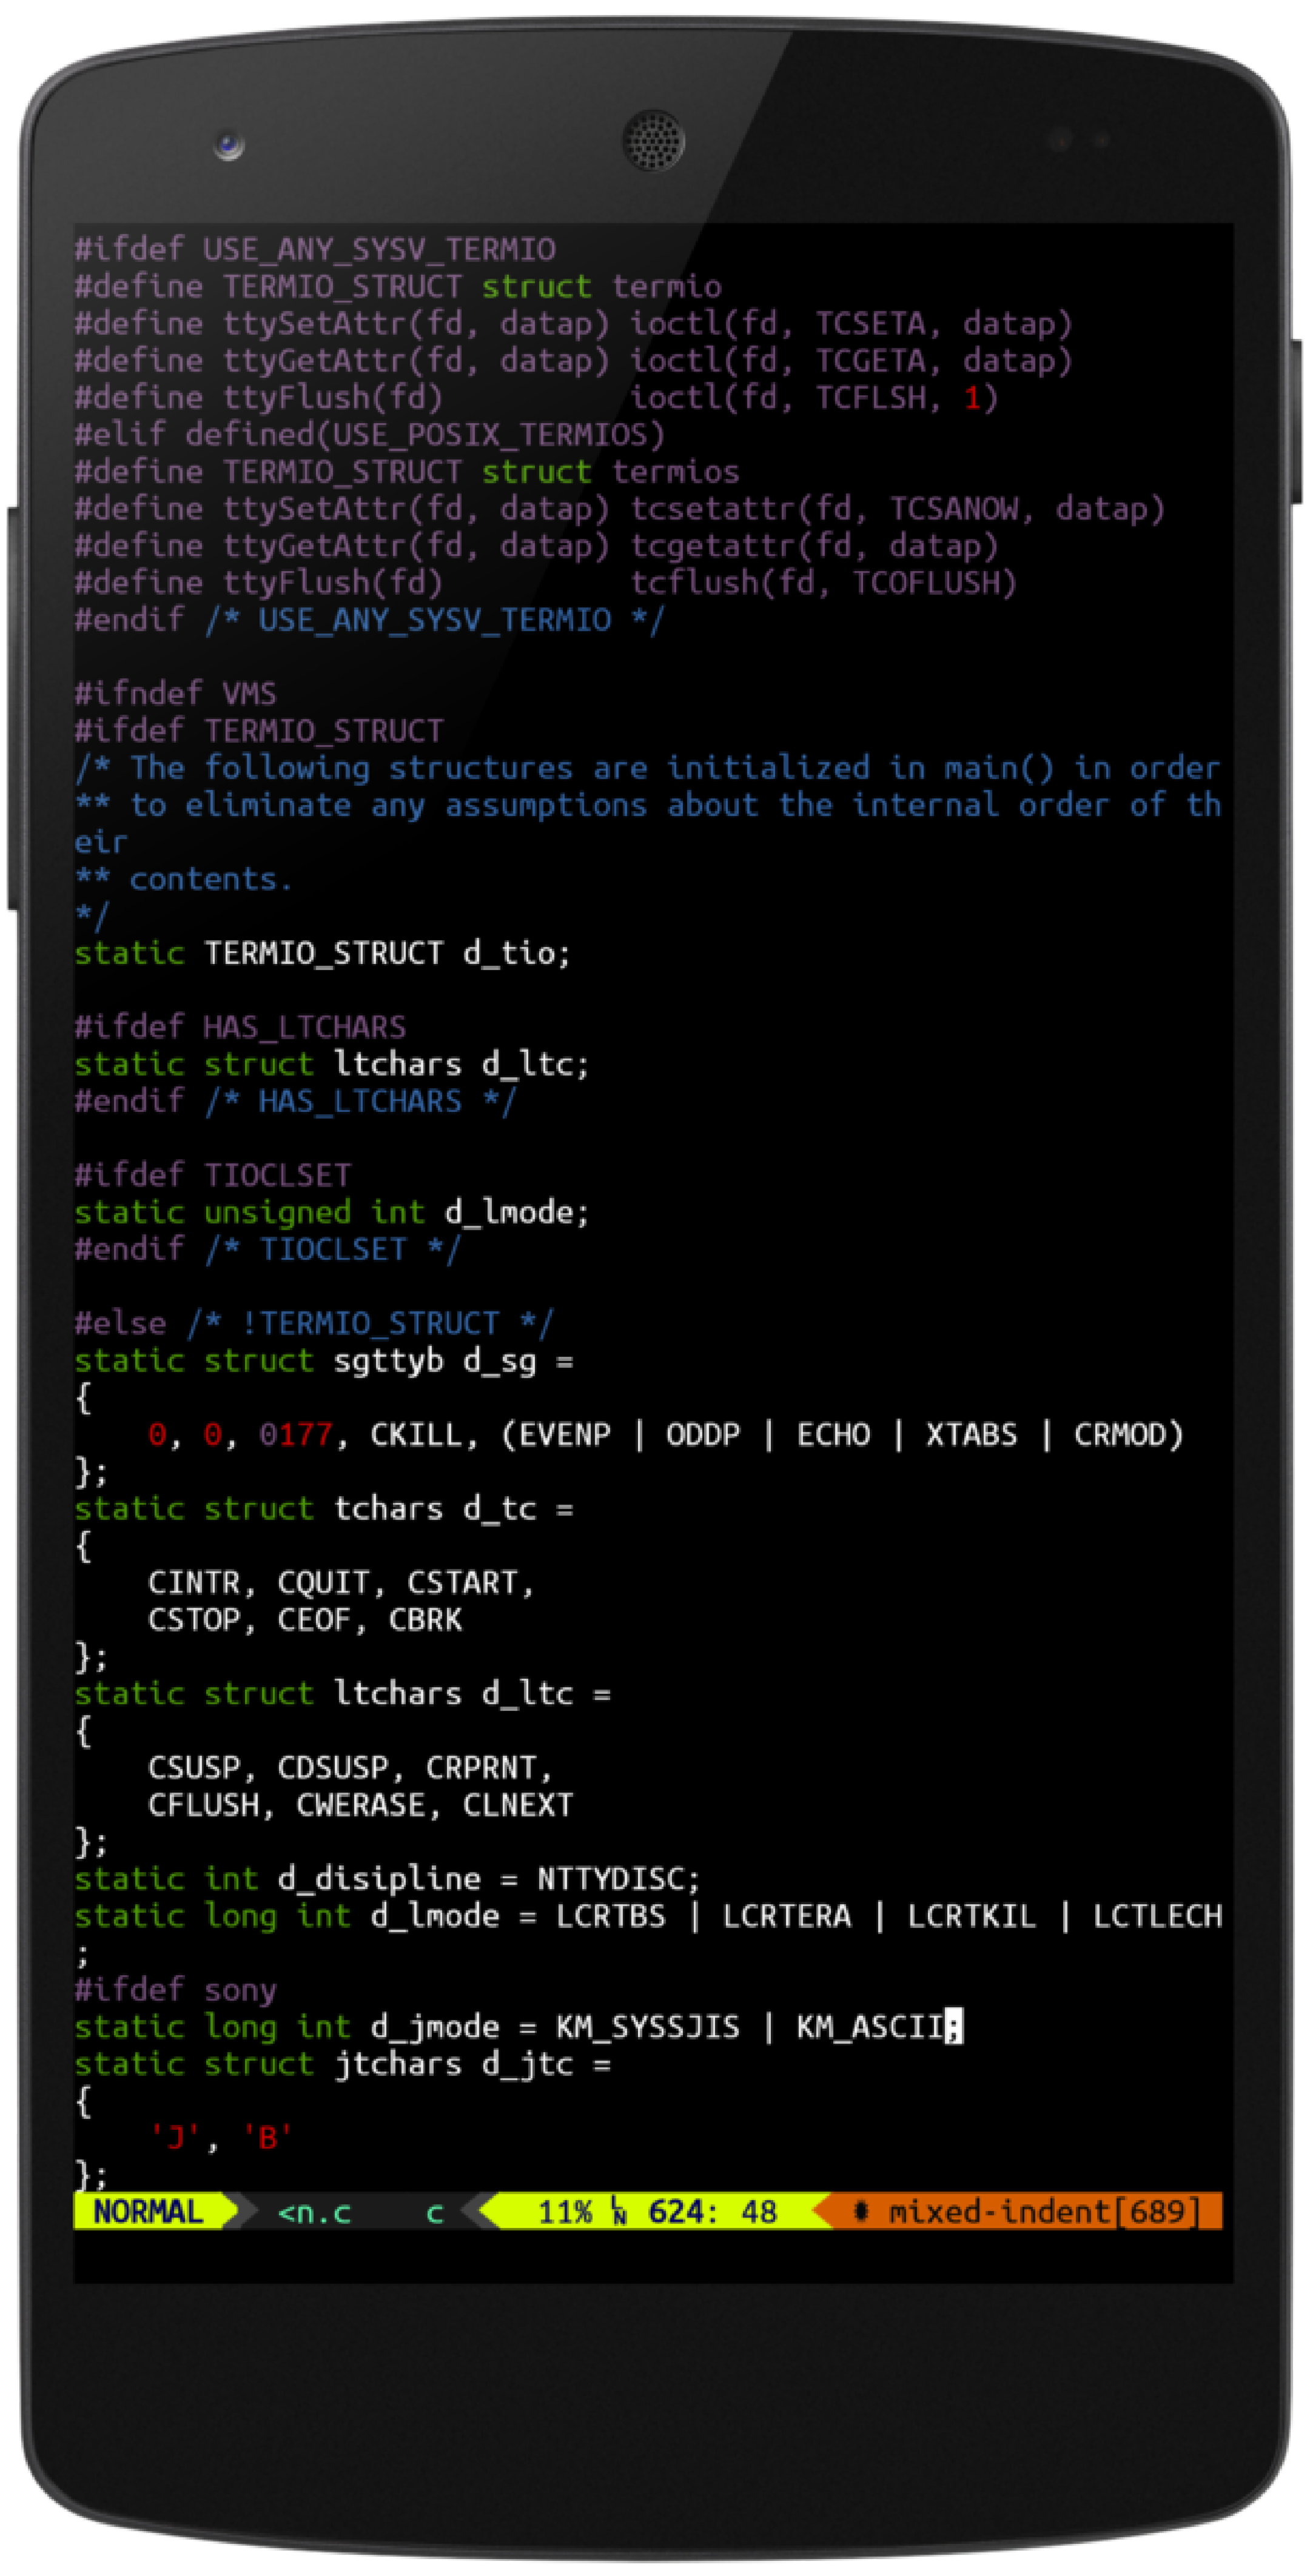 #ifdef USE_ANY_SYSV_TERMIO
#define TERMIO_STRUCT struct termio
#define ttySetAttr(fd, datap) ioctl(fd, TCSETA, datap)
#define ttyGetAttr(fd, datap) ioctl(fd, TCGETA, datap)
#define ttyFlush(fd)          ioctl(fd, TCFLSH, 1)
#elif defined(USE_POSIX_TERMIOS)
#define TERMIO_STRUCT struct termios
#define ttySetAttr(fd, datap) tcsetattr(fd, TCSANOW, datap)
#define ttyGetAttr(fd, datap) tcgetattr(fd, datap)
#define ttyFlush(fd)          tcflush(fd, TCOFLUSH)
#endif /* USE_ANY_SYSV_TERMIO */

#ifndef VMS
#ifdef TERMIO_STRUCT
/* The following structures are initialized in main() in order
** to eliminate any assumptions about the internal order of th
eir
** contents.
*/
static TERMIO_STRUCT d_tio;

#ifdef HAS_LTCHARS
static struct ltchars d_ltc;
#endif /* HAS_LTCHARS */

#ifdef TIOCLSET
static unsigned int d_lmode;
#endif /* TIOCLSET */

#else /* !TERMIO_STRUCT */
static struct sgttyb d_sg =
{
    0, 0, 0177, CKILL, (EVENP | ODDP | ECHO | XTABS | CRMOD)
};
static struct tchars d_tc =
{
    CINTR, CQUIT, CSTART,
    CSTOP, CEOF, CBRK
};
static struct ltchars d_ltc =
{
    CSUSP, CDSUSP, CRPRNT,
    CFLUSH, CWERASE, CLNEXT
};
static int d_disipline = NTTYDISC;
static long int d_lmode = LCRTBS | LCRTERA | LCRTKIL | LCTLECH
;
#ifdef sony
static long int d_jmode = KM_SYSSJIS | KM_ASCII;
static struct jtchars d_jtc =
{
    'J', 'B'
};
NORMAL <n.c c 11% ␤ 624: 48 mixed-indent[689]